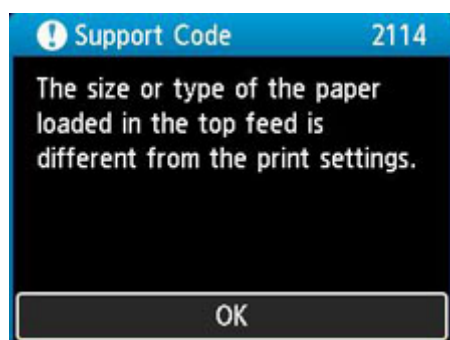 Support Code 2114
The size or type of the paper
loaded in the top feed is
different from the print settings.
OK